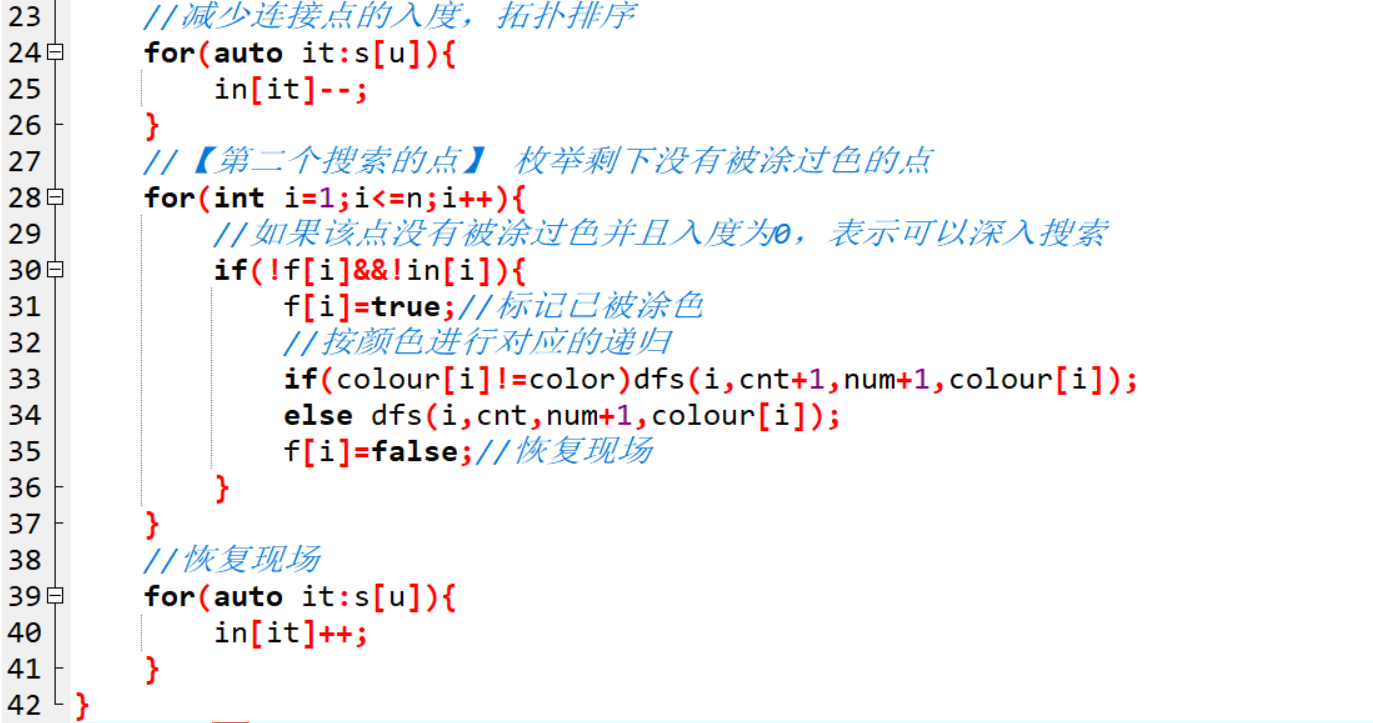 23 //减少连接点的入度，拓扑排序
24 for(auto it:s[u]){
25 in[it]--;
26 }
27 //【第二个搜索的点】 枚举剩下没有被涂过色的点
28 for(int i=1;i<=n;i++){
29 //如果该点没有被涂过色并且入度为0，表示可以深入搜索
30 if(!f[i]&&!in[i]){
31 f[i]=true;//标记已被涂色
32 //按颜色进行对应的递归
33 if(colour[i]!=color)dfs(i,cnt+1,num+1,colour[i]);
34 else dfs(i,cnt,num+1,colour[i]);
35 f[i]=false;//恢复现场
36 }
37 }
38 //恢复现场
39 for(auto it:s[u]){
40 in[it]++;
41 }
42 }